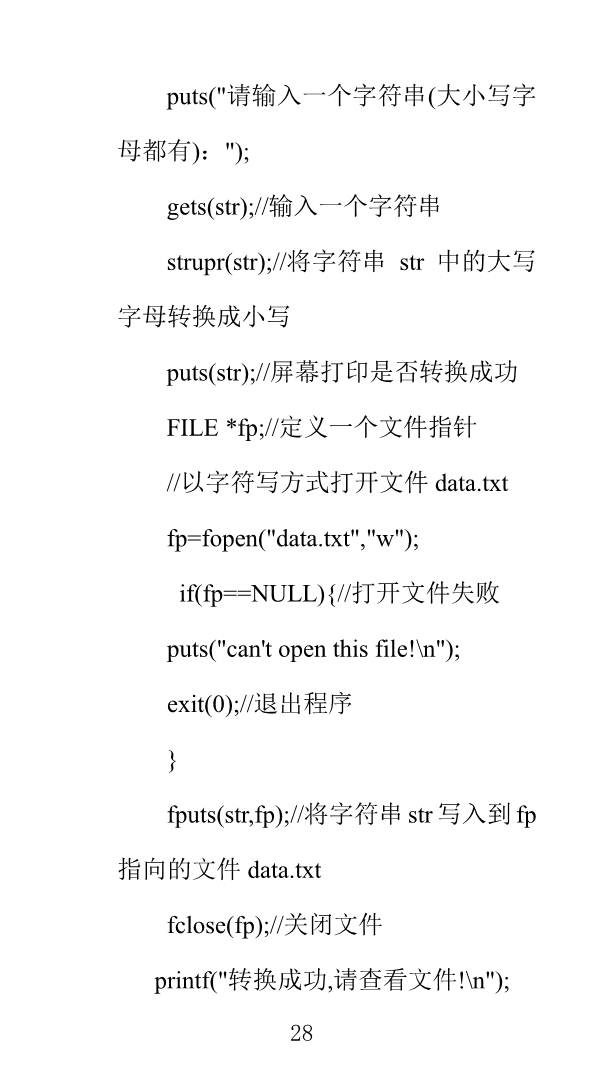 puts("请输入一个字符串(大小写字
母都有)：");
gets(str);//输入一个字符串
strupr(str);//将字符串 str 中的大写
字母转换成小写
puts(str);//屏幕打印是否转换成功
FILE *fp;//定义一个文件指针
//以字符写方式打开文件 data.txt
fp=fopen("data.txt","w");
if(fp==NULL){//打开文件失败
puts("can't open this file!\n");
exit(0);//退出程序
}
fputs(str,fp);//将字符串 str 写入到 fp
指向的文件 data.txt
fclose(fp);//关闭文件
printf("转换成功,请查看文件!\n");
28